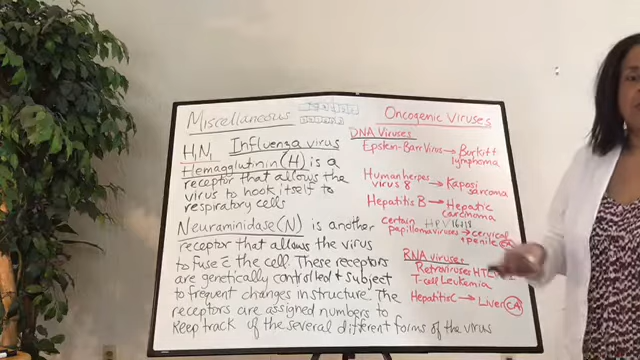 Miscellaneous
H1N1 Influenza virus
Hemagglutinin (H) is a
receptor that allows the
virus to hook itself to
respiratory cells
Neuraminidase (N) is another
receptor that allows the virus
to fuse c̄ the cell. These receptors
are genetically controlled & subject
to frequent changes in structure. The
receptors are assigned numbers to
keep track of the several different forms of the virus
Oncogenic Viruses
DNA Viruses
Epstein-Barr Virus → Burkitt
lymphoma
Human herpes
virus 8 → Kaposi
sarcoma
Hepatitis B → Hepatic
carcinoma
certain HPV 16+18
papillomaviruses → cervical
+ penile CA
RNA viruses
Retroviruses
T-cell Leukemia
Hepatitis C → Liver CA